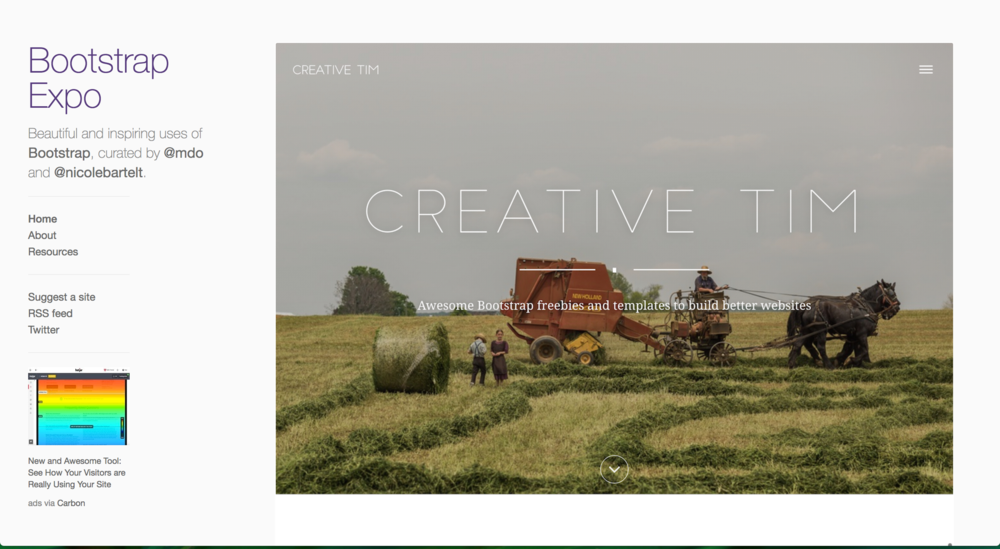 Bootstrap
Expo
Beautiful and inspiring uses of
Bootstrap, curated by @mdo
and @nicolebartelt.
Home
About
Resources
Suggest a site
RSS feed
Twitter
New and Awesome Tool:
See How Your Visitors are
Really Using Your Site
ads via Carbon
CREATIVE TIM
CREATIVE TIM
NEW HOLLAND
Awesome Bootstrap freebies and templates to build better websites